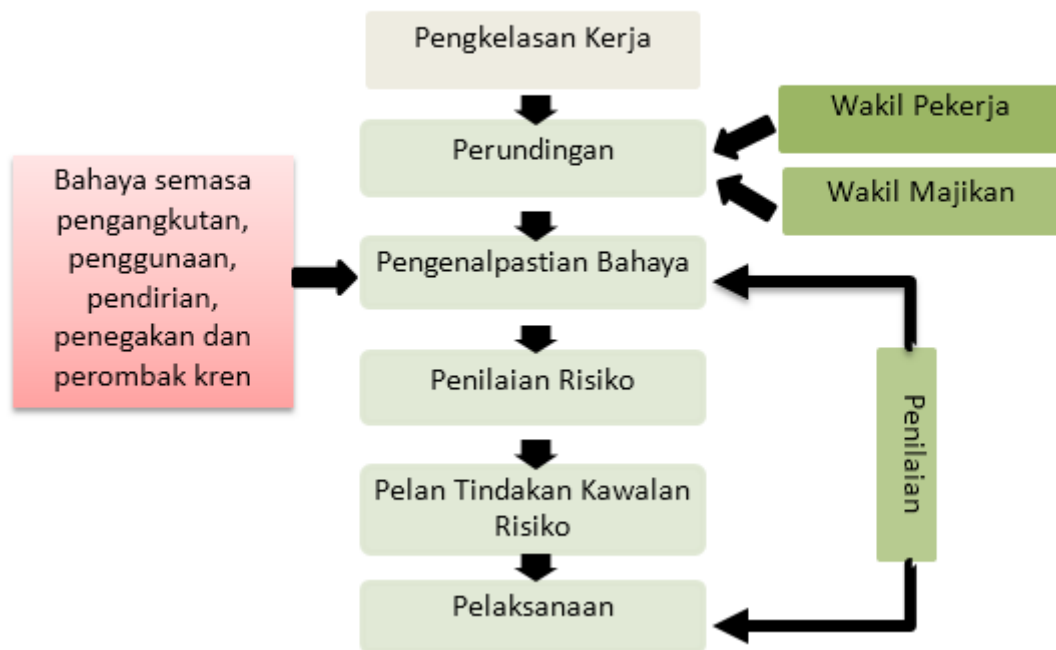 Pengkelasan Kerja
Perundingan
Wakil Pekerja
Wakil Majikan
Bahaya semasa
pengangkutan,
penggunaan,
pendirian,
penegakan dan
perombak kren
Pengenalpastian Bahaya
Penilaian Risiko
Pelan Tindakan Kawalan
Risiko
Pelaksanaan
Penilaian